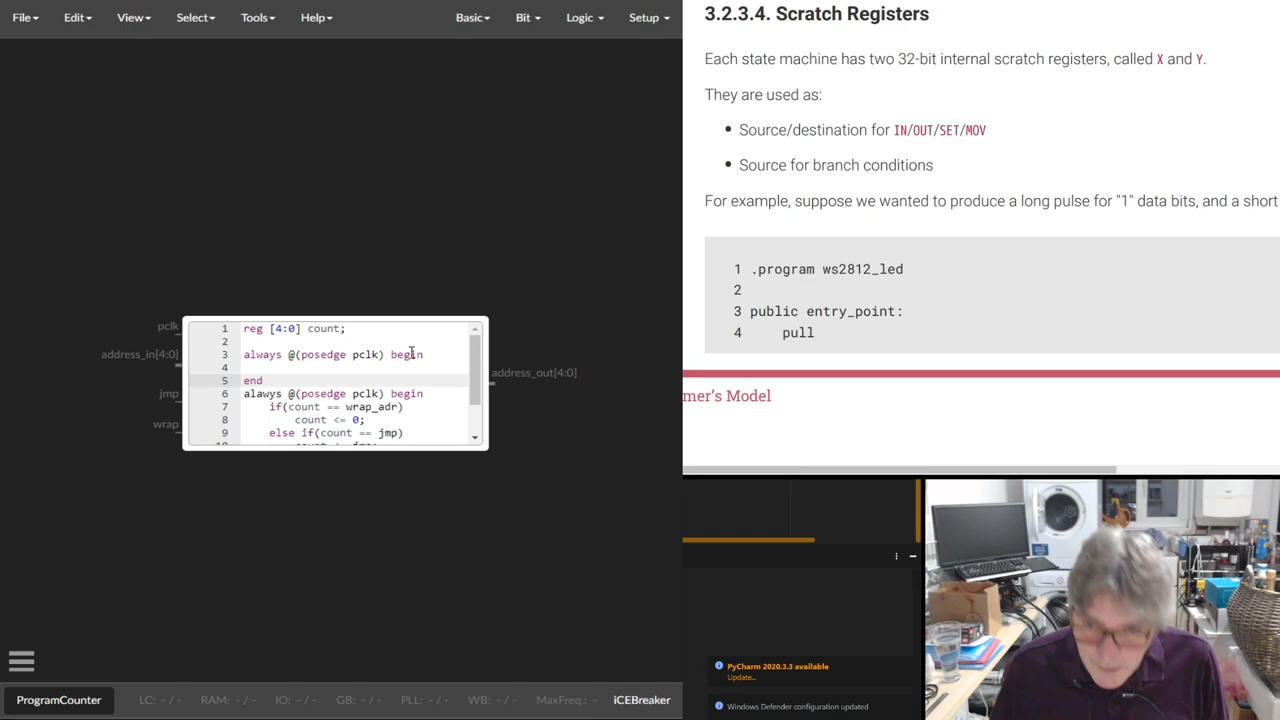 File Edit View Select Tools Help Basic Bit Logic Setup
pclk
address_in[4:0]
jmp
wrap
1 reg [4:0] count;
2
3 always @(posedge pclk) begin
4
5 end
6 alawys @(posedge pclk) begin
7 if(count == wrap_adr)
8 count <= 0;
9 else if(count == jmp)
address_out[4:0]
ProgramCounter LC: - / - RAM: - / - IO: - / - GB: - / - PLL: - / - WB: - / - MaxFreq.: - iCEBreaker
3.2.3.4. Scratch Registers
Each state machine has two 32-bit internal scratch registers, called X and Y.
They are used as:
• Source/destination for IN/OUT/SET/MOV
• Source for branch conditions
For example, suppose we wanted to produce a long pulse for "1" data bits, and a short
1 .program ws2812_led
2
3 public entry_point:
4 pull
mer's Model
PyCharm 2020.3.3 available
Update...
Windows Defender configuration updated